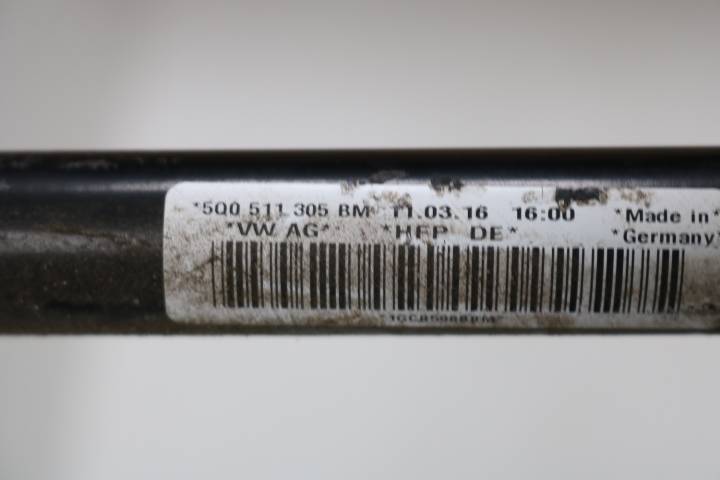 *5Q0 511 305 BM* 11.03.16 16:00 *Made in*
*VW AG* *HFP DE* *Germany*